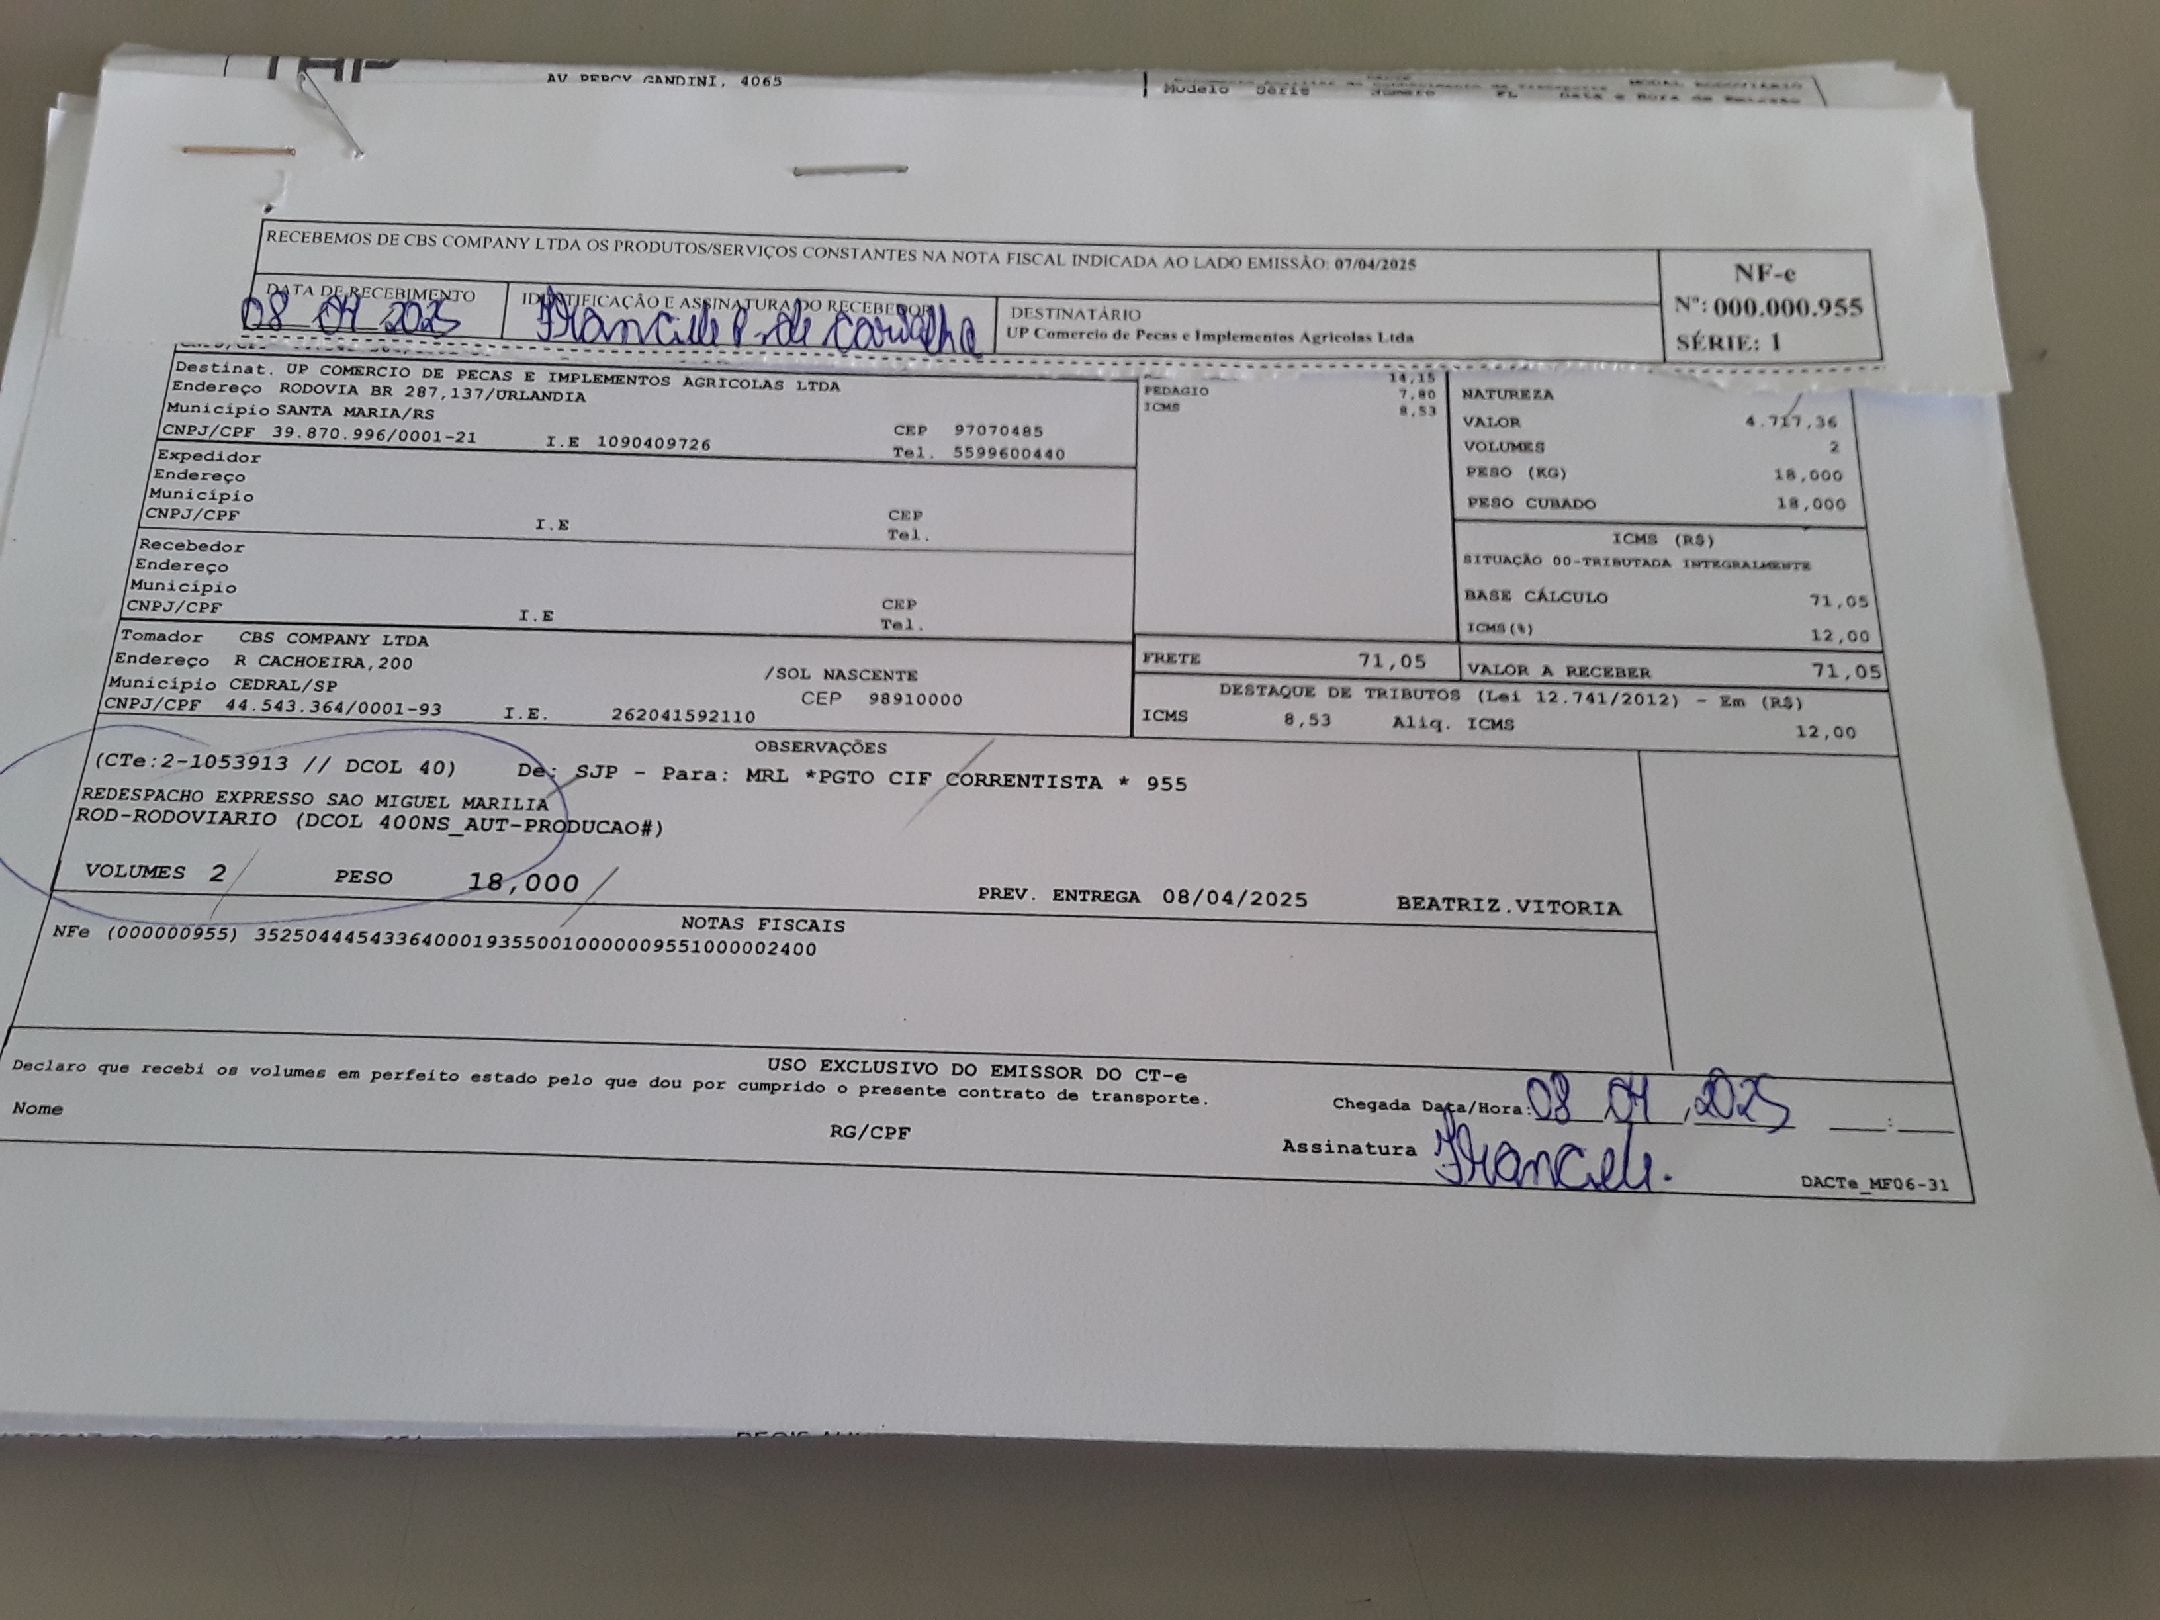 AV PERCY GANDINI, 4065
Modelo Série Número FL Data e Hora de Emissão
RECEBEMOS DE CBS COMPANY LTDA OS PRODUTOS/SERVIÇOS CONSTANTES NA NOTA FISCAL INDICADA AO LADO EMISSÃO: 07/04/2025
NF-e
Nº: 000.000.955
SÉRIE: 1
DATA DE RECEBIMENTO
08 04 2025
IDENTIFICAÇÃO E ASSINATURA DO RECEBEDOR
Franciele P. de Carvalho
DESTINATÁRIO
UP Comercio de Pecas e Implementos Agricolas Ltda
Destinat. UP COMERCIO DE PECAS E IMPLEMENTOS AGRICOLAS LTDA
Endereço RODOVIA BR 287,137/URLANDIA
Município SANTA MARIA/RS
CEP 97070485
CNPJ/CPF 39.870.996/0001-21 I.E 1090409726 Tel. 5599600440
Expedidor
Endereço
Município
CEP
CNPJ/CPF I.E Tel.
Recebedor
Endereço
Município
CEP
CNPJ/CPF I.E Tel.
Tomador CBS COMPANY LTDA
Endereço R CACHOEIRA,200 /SOL NASCENTE
Município CEDRAL/SP CEP 98910000
CNPJ/CPF 44.543.364/0001-93 I.E. 262041592110
14,15
PEDAGIO 7,80
ICMS 8,53
NATUREZA
VALOR 4.717,36
VOLUMES 2
PESO (KG) 18,000
PESO CUBADO 18,000
ICMS (R$)
SITUAÇÃO 00-TRIBUTADA INTEGRALMENTE
BASE CÁLCULO 71,05
ICMS(%) 12,00
FRETE 71,05 VALOR A RECEBER 71,05
DESTAQUE DE TRIBUTOS (Lei 12.741/2012) - Em (R$)
ICMS 8,53 Aliq. ICMS 12,00
OBSERVAÇÕES
(CTe:2-1053913 // DCOL 40) De: SJP - Para: MRL *PGTO CIF CORRENTISTA * 955
REDESPACHO EXPRESSO SAO MIGUEL MARILIA
ROD-RODOVIARIO (DCOL 400NS_AUT-PRODUCAO#)
VOLUMES 2 PESO 18,000 PREV. ENTREGA 08/04/2025 BEATRIZ.VITORIA
NOTAS FISCAIS
NFe (000000955) 35250444543364000193550010000009551000002400
USO EXCLUSIVO DO EMISSOR DO CT-e
Declaro que recebi os volumes em perfeito estado pelo que dou por cumprido o presente contrato de transporte.
Chegada Data/Hora: 08 04 2025 :
Nome RG/CPF Assinatura Franciele.
DACTe_MF06-31